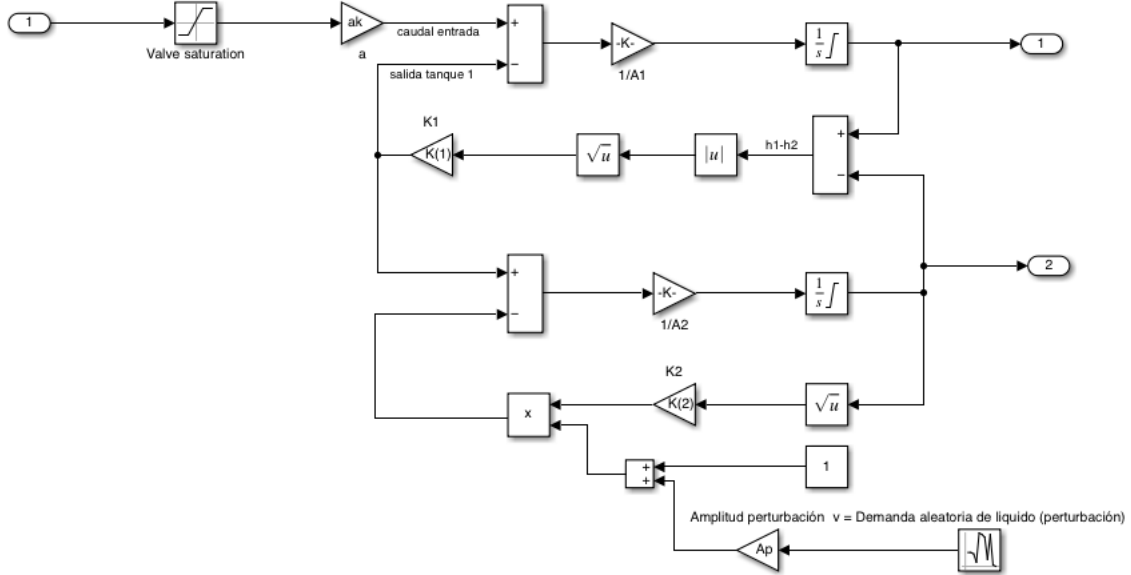 1
Valve saturation
ak
a
caudal entrada
+
−
salida tanque 1
-K-
1/A1
1
s
1
K1
K(1)
√u
|u|
h1-h2
+
−
2
+
−
-K-
1/A2
1
s
K2
x
K(2)
√u
+
+
1
Amplitud perturbación v = Demanda aleatoria de liquido (perturbación)
Ap